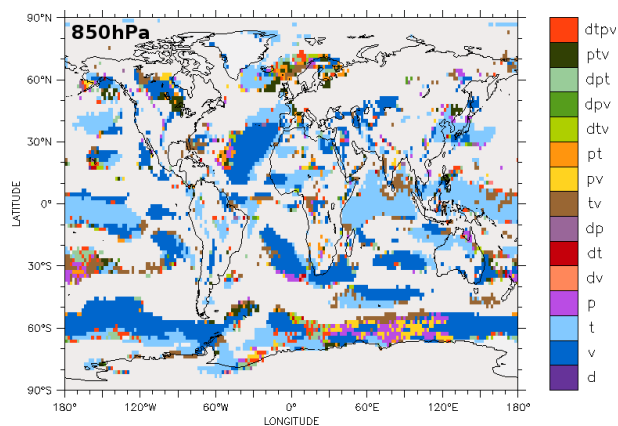 850hPa
90°N
60°N
30°N
0°
30°S
60°S
90°S
LATITUDE
180° 120°W 60°W 0° 60°E 120°E 180°
LONGITUDE
dtpv
ptv
dpt
dpv
dtv
pt
pv
tv
dp
dt
dv
p
t
v
d